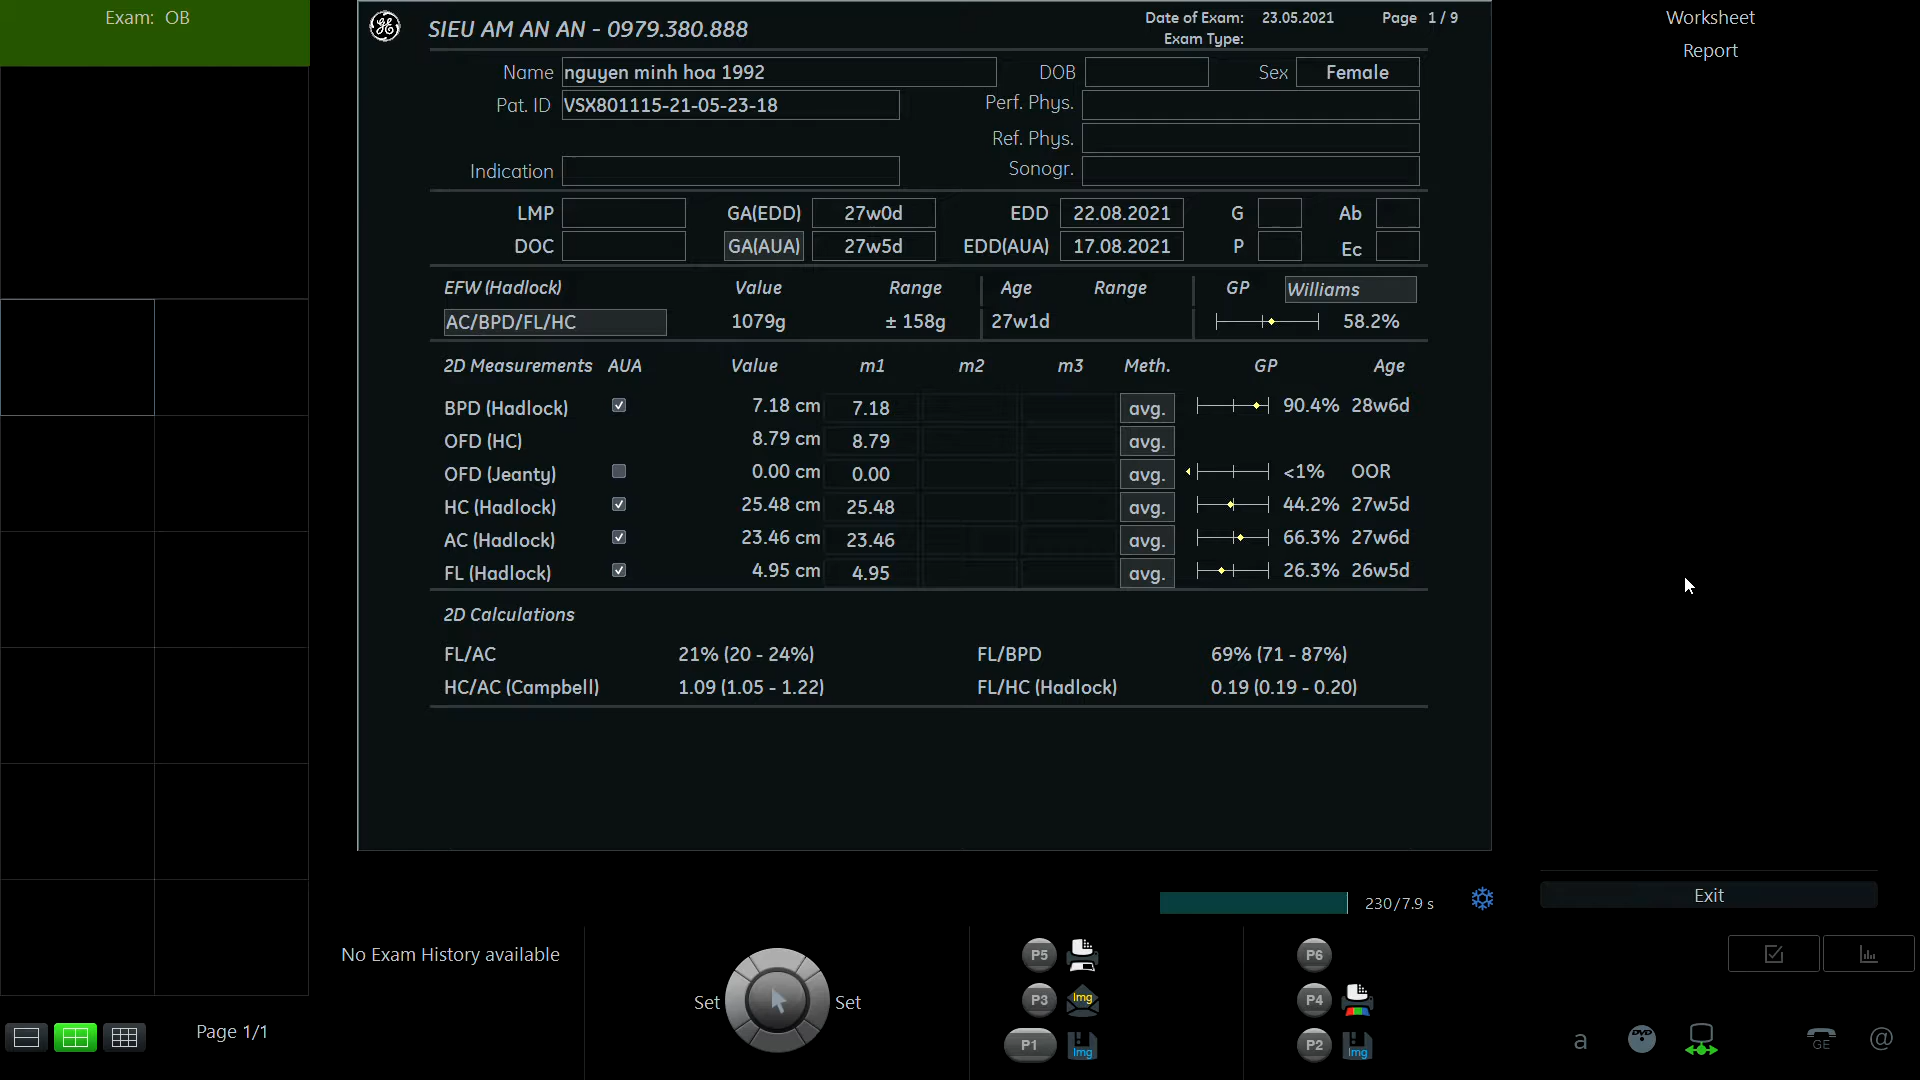 Exam: OB
SIEU AM AN AN - 0979.380.888
Date of Exam: 23.05.2021 Page 1 / 9
Exam Type:
Name nguyen minh hoa 1992 DOB Sex Female
Pat. ID VSX801115-21-05-23-18 Perf. Phys.
Ref. Phys.
Indication Sonogr.
LMP GA(EDD) 27w0d EDD 22.08.2021 G Ab
DOC GA(AUA) 27w5d EDD(AUA) 17.08.2021 P Ec
EFW (Hadlock) Value Range Age Range GP Williams
AC/BPD/FL/HC 1079g ± 158g 27w1d 58.2%
2D Measurements AUA Value m1 m2 m3 Meth. GP Age
BPD (Hadlock) 7.18 cm 7.18 avg. 90.4% 28w6d
OFD (HC) 8.79 cm 8.79 avg.
OFD (Jeanty) 0.00 cm 0.00 avg. <1% OOR
HC (Hadlock) 25.48 cm 25.48 avg. 44.2% 27w5d
AC (Hadlock) 23.46 cm 23.46 avg. 66.3% 27w6d
FL (Hadlock) 4.95 cm 4.95 avg. 26.3% 26w5d
2D Calculations
FL/AC 21% (20 - 24%) FL/BPD 69% (71 - 87%)
HC/AC (Campbell) 1.09 (1.05 - 1.22) FL/HC (Hadlock) 0.19 (0.19 - 0.20)
Worksheet
Report
230/7.9 s
Exit
No Exam History available
Set Set
P5 P6
P3 Img P4
P1 Img P2 Img
Page 1/1
a DVD GE @